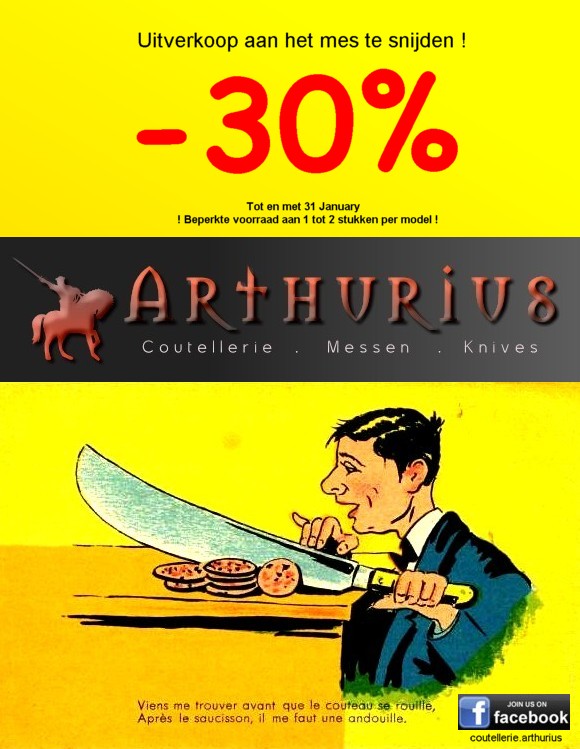 Uitverkoop aan het mes te snijden !
-30%
Tot en met 31 January
! Beperkte voorraad aan 1 tot 2 stukken per model !
ARTHURIUS
Coutellerie . Messen . Knives
Viens me trouver avant que le couteau se rouille,
Après le saucisson, il me faut une andouille.
JOIN US ON
f facebook
coutellerie.arthurius